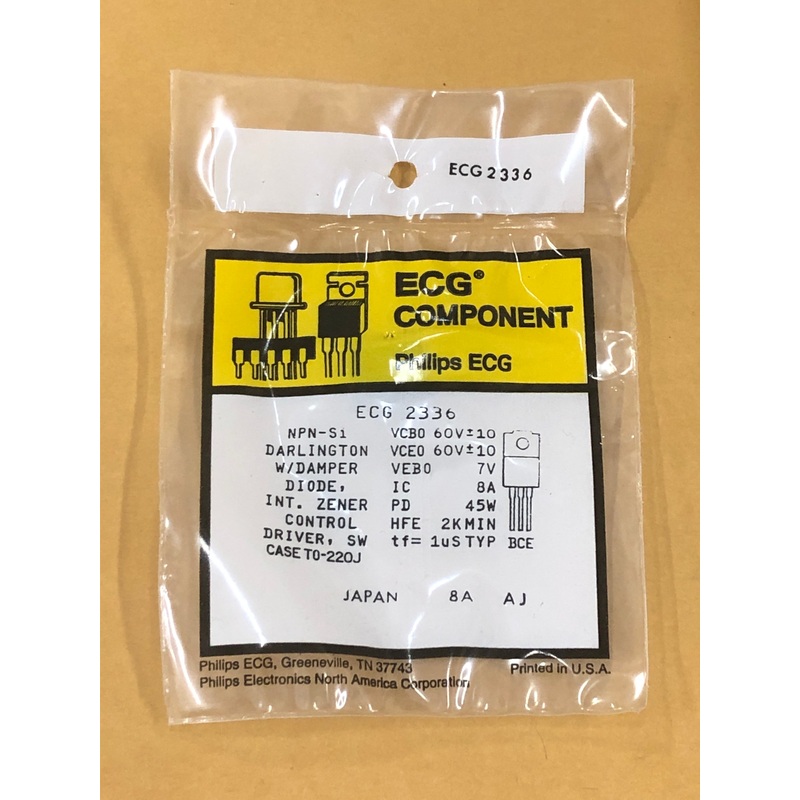 ECG 2336
ECG®
COMPONENT
Philips ECG
ECG 2336
NPN-Si VCBO 60V±10
DARLINGTON VCEO 60V±10
W/DAMPER VEBO 7V
DIODE, IC 8A
INT. ZENER PD 45W
CONTROL HFE 2KMIN
DRIVER, SW tf= 1uS TYP BCE
CASE TO-220J
JAPAN 8A AJ
Philips ECG, Greeneville, TN 37743 Printed in U.S.A.
Philips Electronics North America Corporation